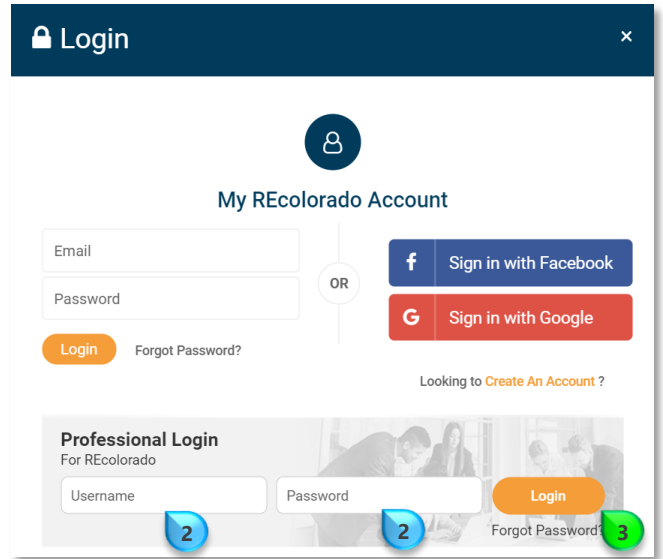 Login
×
My REcolorado Account
Email
Password
Login
Forgot Password?
OR
f
Sign in with Facebook
G
Sign in with Google
Looking to Create An Account ?
Professional Login
For REcolorado
Username
Password
Login
2
2
Forgot Password?
3